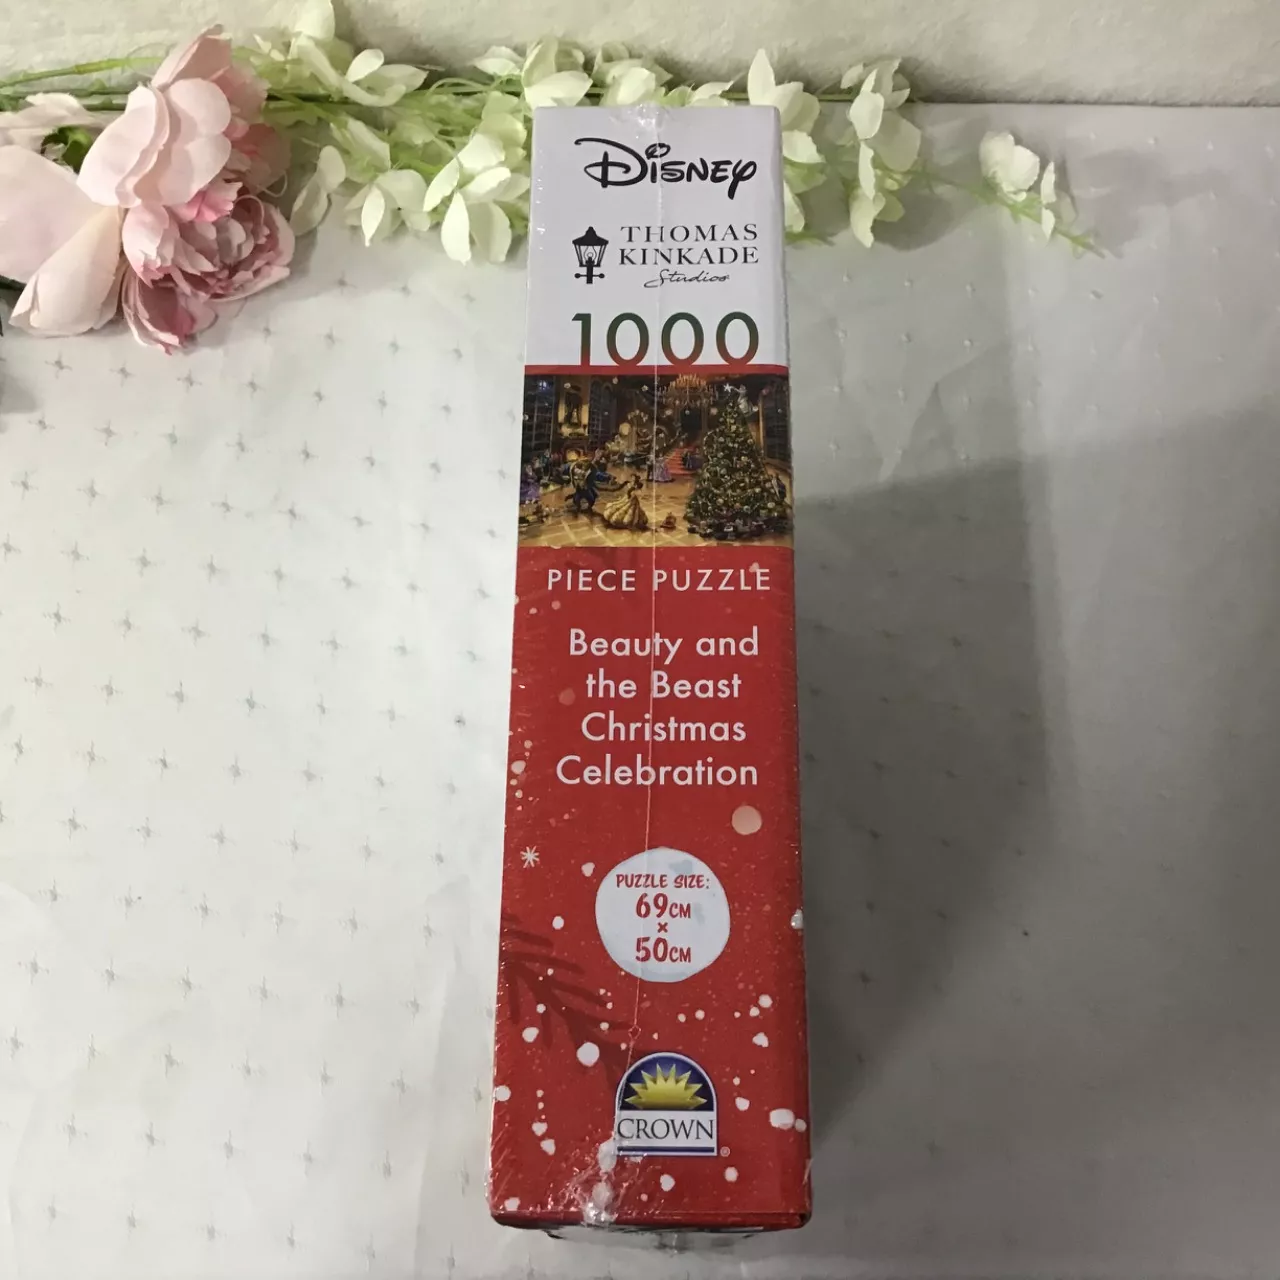 Disney
THOMAS
KINKADE
Studios
1000
PIECE PUZZLE
Beauty and
the Beast
Christmas
Celebration
PUZZLE SIZE:
69CM
×
50CM
CROWN®